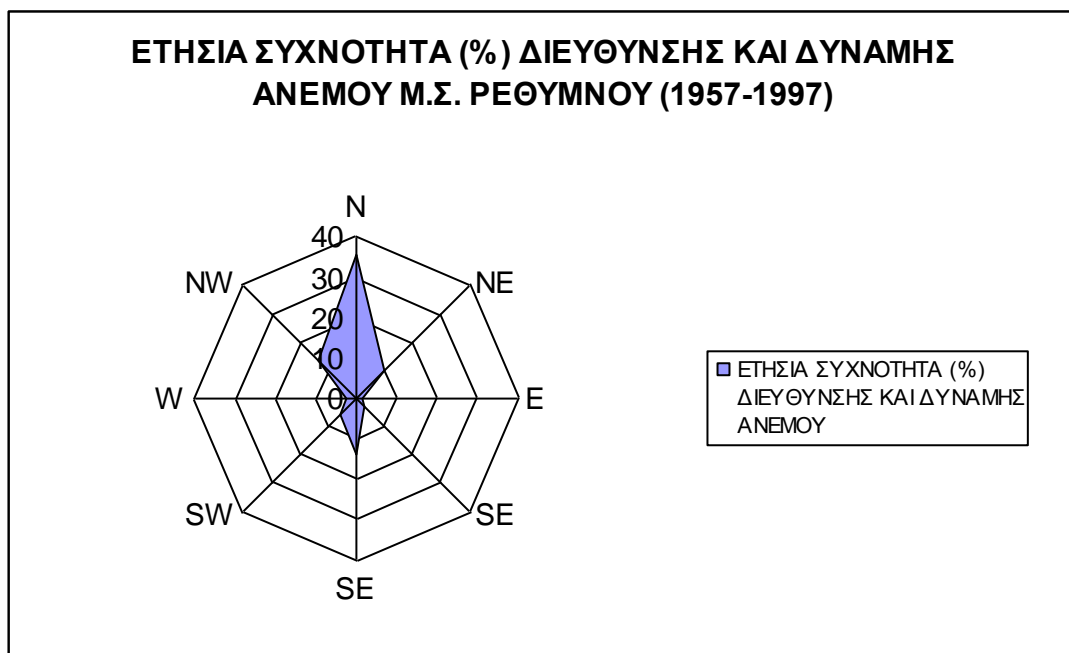 ΕΤΗΣΙΑ ΣΥΧΝΟΤΗΤΑ (%) ΔΙΕΥΘΥΝΣΗΣ ΚΑΙ ΔΥΝΑΜΗΣ
ΑΝΕΜΟΥ Μ.Σ. ΡΕΘΥΜΝΟΥ (1957-1997)
N
40
NW
30
NE
20
10
W
0
E
SW
SE
SE
ΕΤΗΣΙΑ ΣΥΧΝΟΤΗΤΑ (%)
ΔΙΕΥΘΥΝΣΗΣ ΚΑΙ ΔΥΝΑΜΗΣ
ΑΝΕΜΟΥ